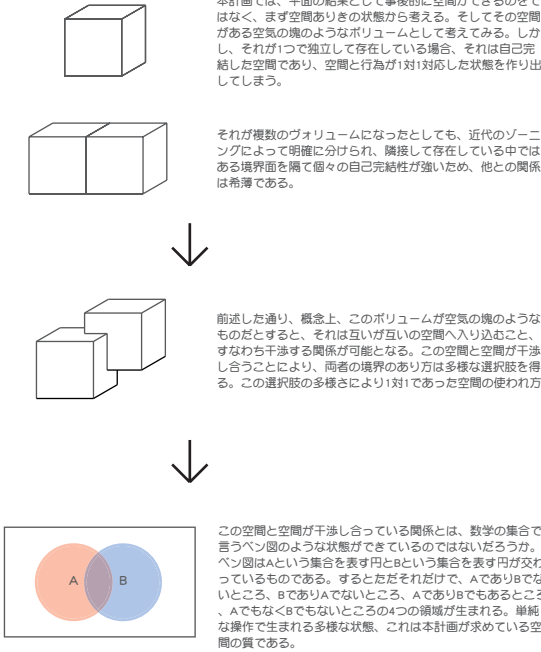 本計画では、平面の結果として事後的に空間ができるのをで
はなく、まず空間ありきの状態から考える。そしてその空間
がある空気の塊のようなボリュームとして考えてみる。しか
し、それが1つで独立して存在している場合、それは自己完
結した空間であり、空間と行為が1対1対応した状態を作り出
してしまう。
それが複数のヴォリュームになったとしても、近代のゾーニ
ングによって明確に分けられ、隣接して存在している中では
ある境界面を隔て個々の自己完結性が強いため、他との関係
は希薄である。
前述した通り、概念上、このボリュームが空気の塊のような
ものだとすると、それは互いが互いの空間へ入り込むこと、
すなわち干渉する関係が可能となる。この空間と空間が干渉
し合うことにより、両者の境界のあり方は多様な選択肢を得
る。この選択肢の多様さにより1対1であった空間の使われ方
この空間と空間が干渉し合っている関係とは、数学の集合で
言うベン図のような状態ができているのではないだろうか。
ベン図はAという集合を表す円とBという集合を表す円が交わ
っているものである。するとただそれだけで、AでありBでな
いところ、BでありAでないところ、AでありBでもあるところ
、AでもなくBでもないところの4つの領域が生まれる。単純
な操作で生まれる多様な状態、これは本計画が求めている空
間の質である。
A B